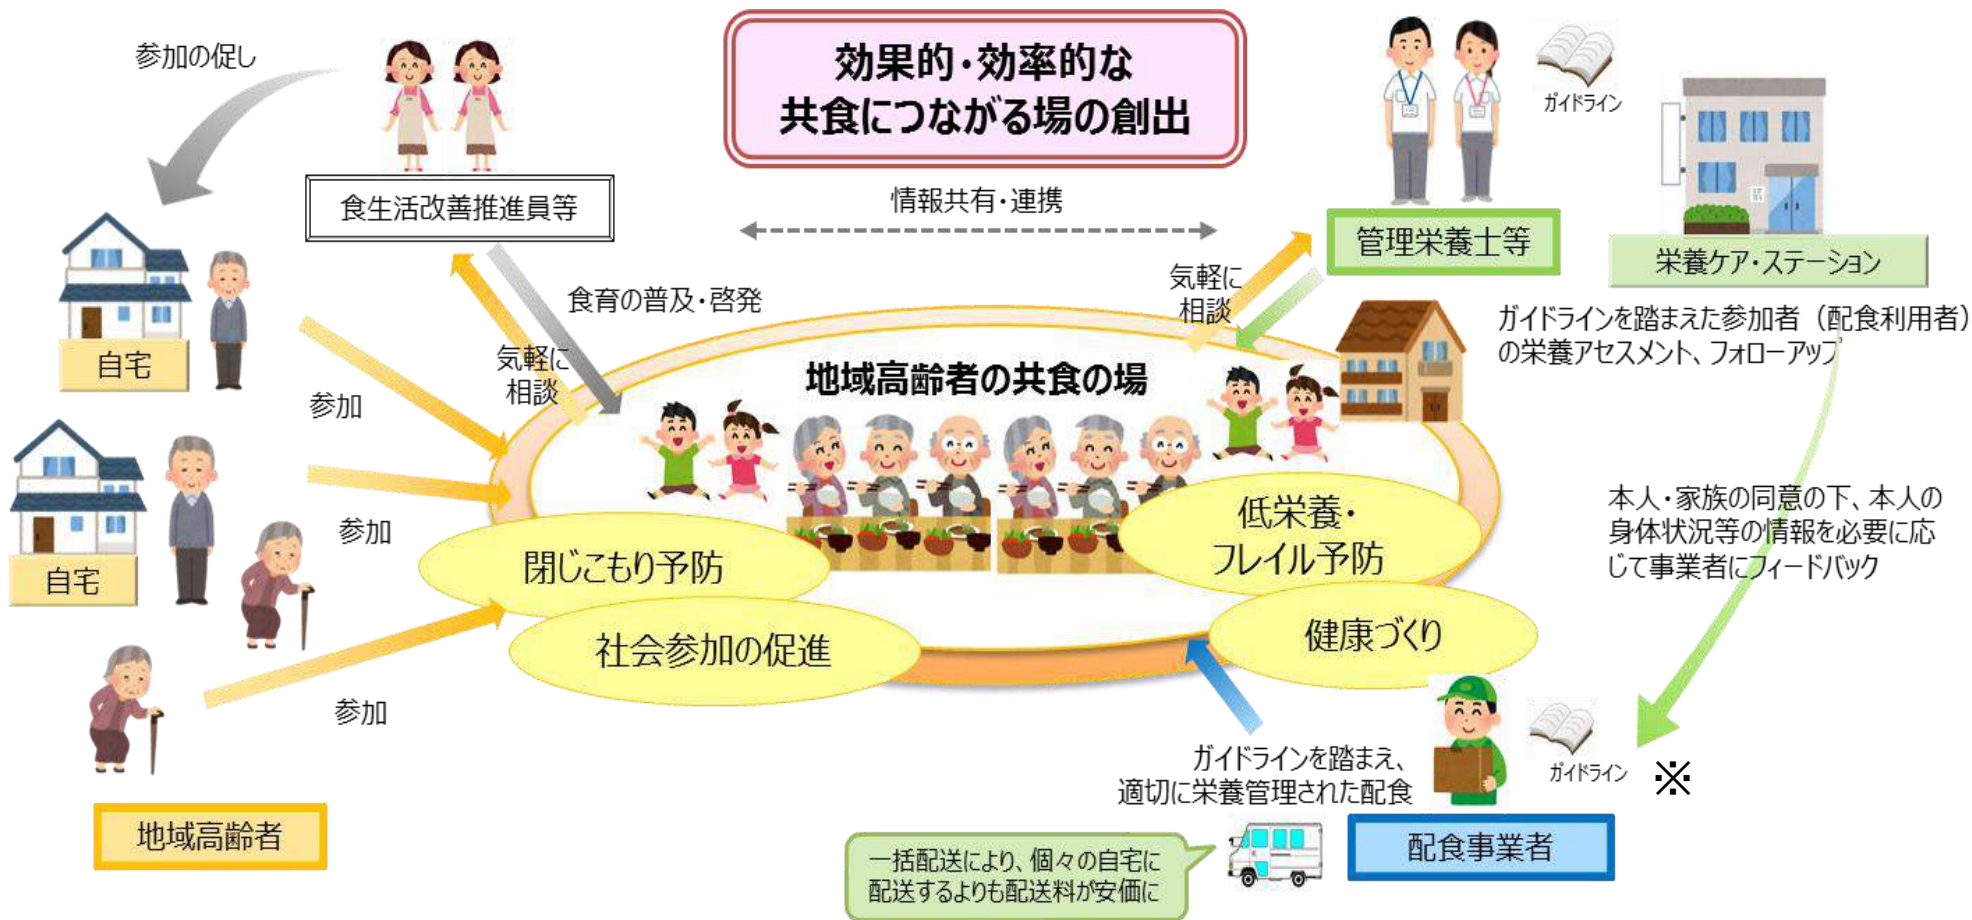 効果的・効率的な
共食につながる場の創出
参加の促し
食生活改善推進員等
情報共有・連携
ガイドライン
管理栄養士等
栄養ケア・ステーション
ガイドラインを踏まえた参加者（配食利用者）
の栄養アセスメント、フォローアップ
自宅
食育の普及・啓発
気軽に
相談
気軽に
相談
参加
地域高齢者の共食の場
自宅
参加
閉じこもり予防
低栄養・
フレイル予防
本人・家族の同意の下、本人の
身体状況等の情報を必要に応
じて事業者にフィードバック
社会参加の促進
健康づくり
参加
地域高齢者
ガイドラインを踏まえ、
適切に栄養管理された配食
ガイドライン
※
配食事業者
一括配送により、個々の自宅に
配送するよりも配送料が安価に